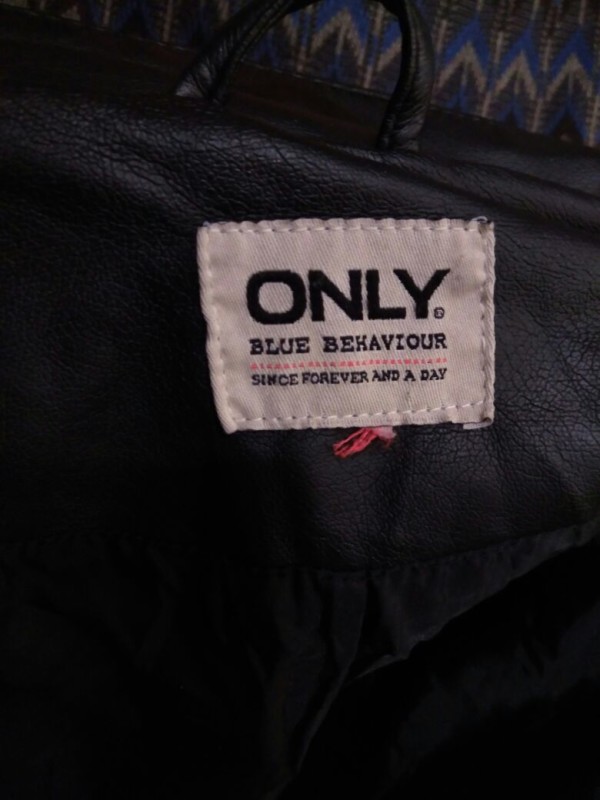 ONLY®
BLUE BEHAVIOUR
SINCE FOREVER AND A DAY